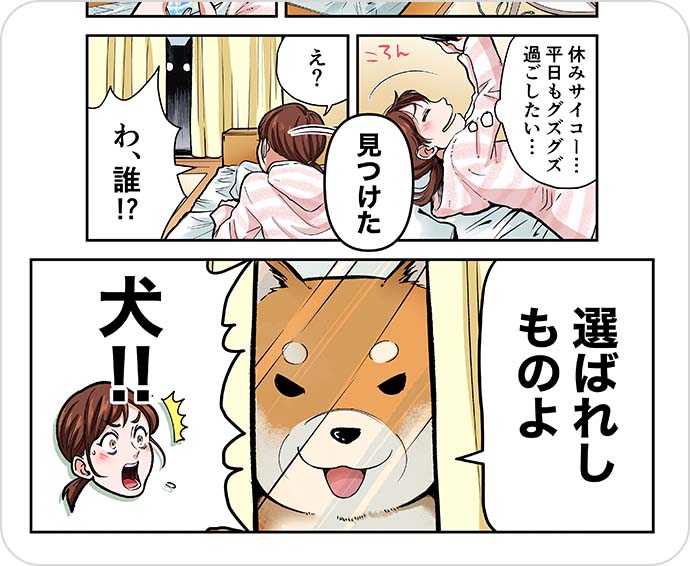 休みサイコー…
平日もグズグズ
過ごしたい…
ころん
見つけた
え?
わ、誰!?
選ばれし
ものよ
犬!!